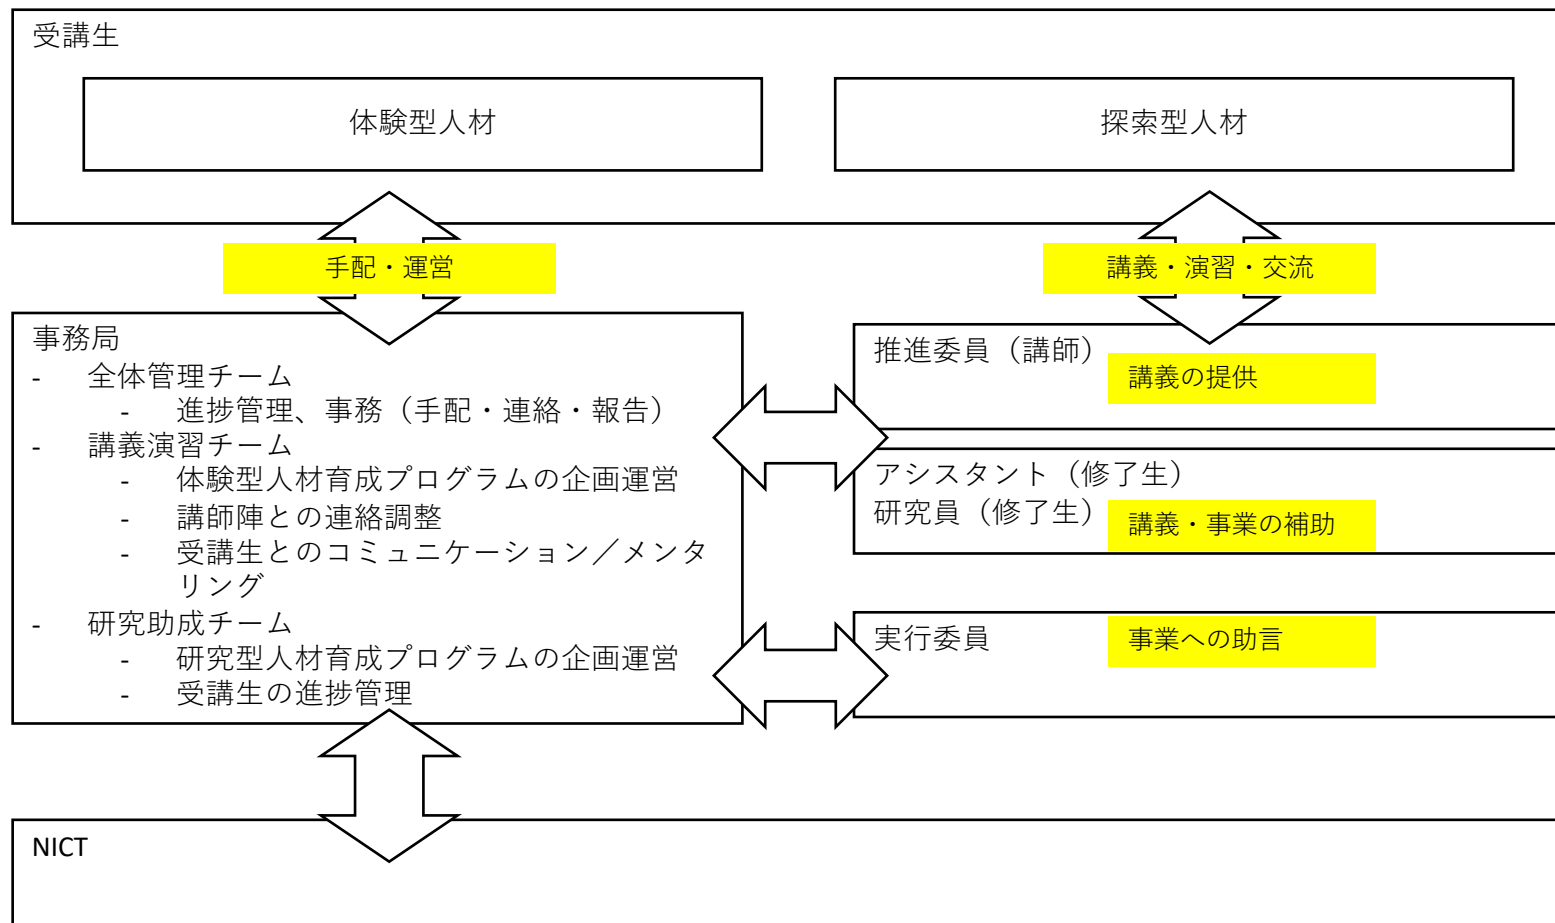 受講生
体験型人材
探索型人材
手配・運営
講義・演習・交流
事務局
- 全体管理チーム
- 進捗管理、事務（手配・連絡・報告）
- 講義演習チーム
- 体験型人材育成プログラムの企画運営
- 講師陣との連絡調整
- 受講生とのコミュニケーション／メンタ
リング
- 研究助成チーム
- 研究型人材育成プログラムの企画運営
- 受講生の進捗管理
推進委員（講師）
講義の提供
アシスタント（修了生）
研究員（修了生）
講義・事業の補助
実行委員
事業への助言
NICT